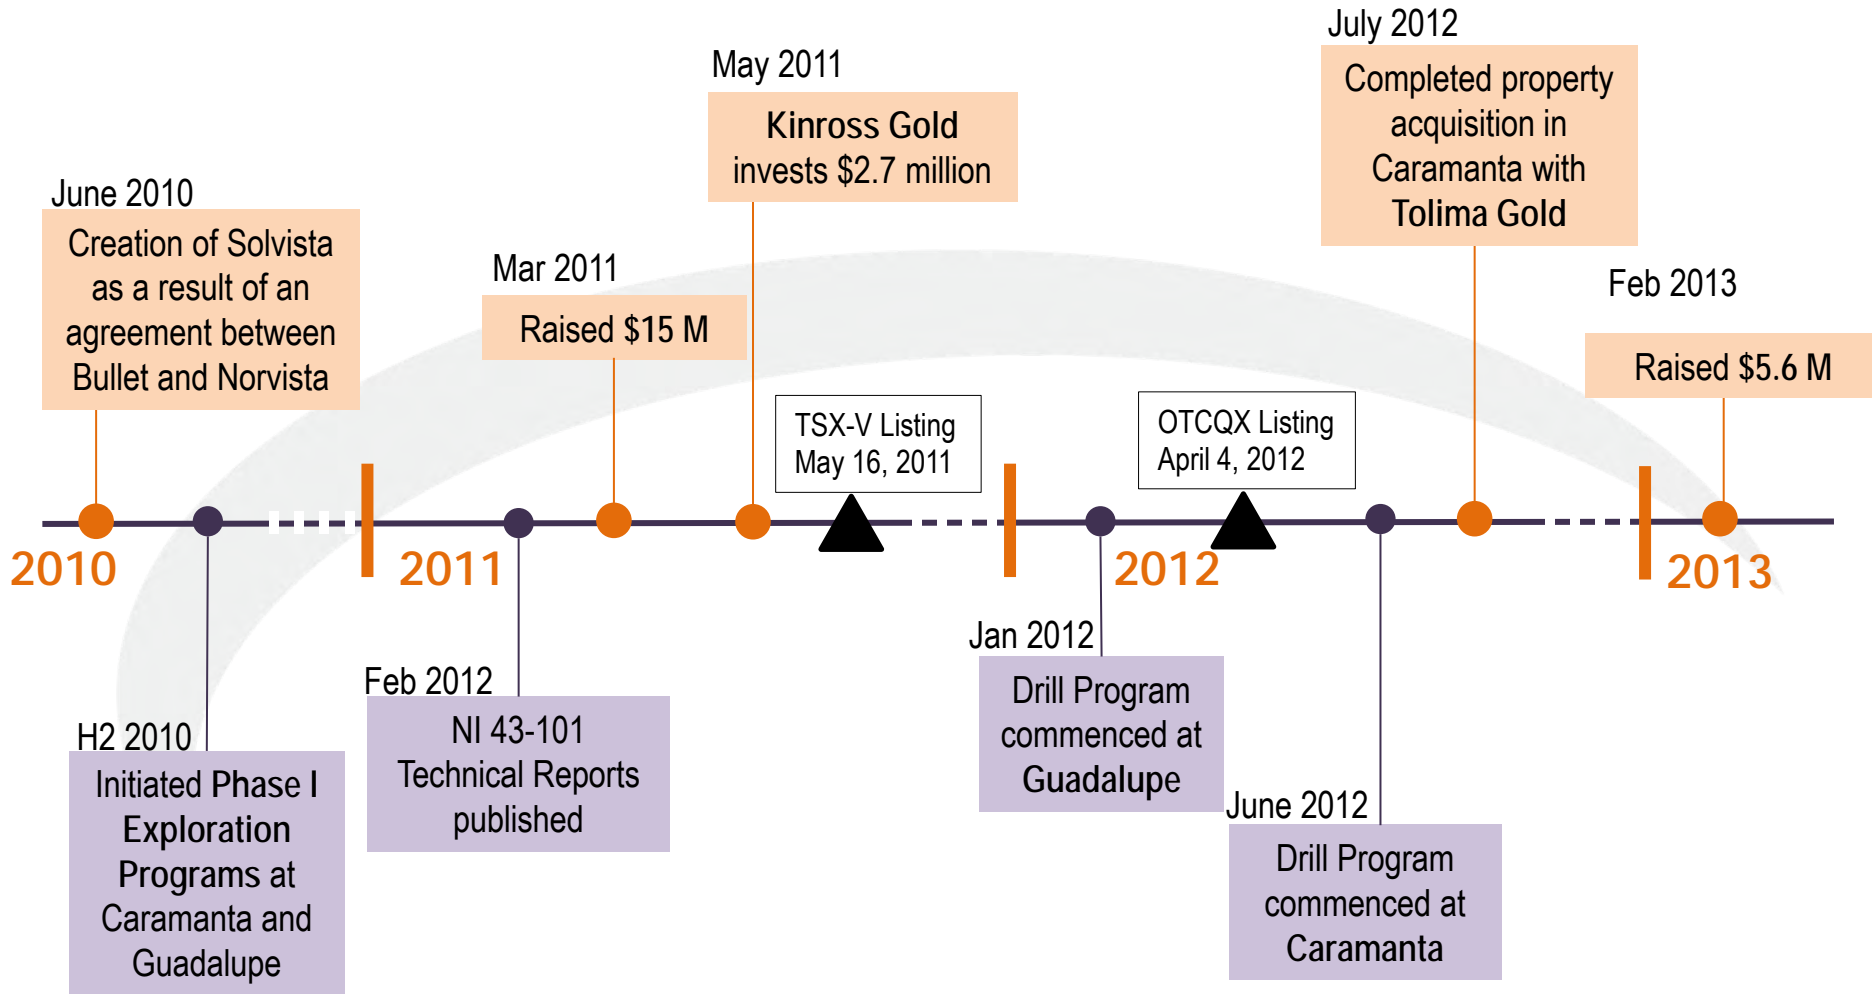 July 2012
Completed property
acquisition in
Caramanta with
Tolima Gold
May 2011
Kinross Gold
invests $2.7 million
June 2010
Creation of Solvista
as a result of an
agreement between
Bullet and Norvista
Mar 2011
Raised $15 M
Feb 2013
Raised $5.6 M
TSX-V Listing
May 16, 2011
OTCQX Listing
April 4, 2012
2010
2011
2012
2013
H2 2010
Initiated Phase I
Exploration
Programs at
Caramanta and
Guadalupe
Feb 2012
NI 43-101
Technical Reports
published
Jan 2012
Drill Program
commenced at
Guadalupe
June 2012
Drill Program
commenced at
Caramanta